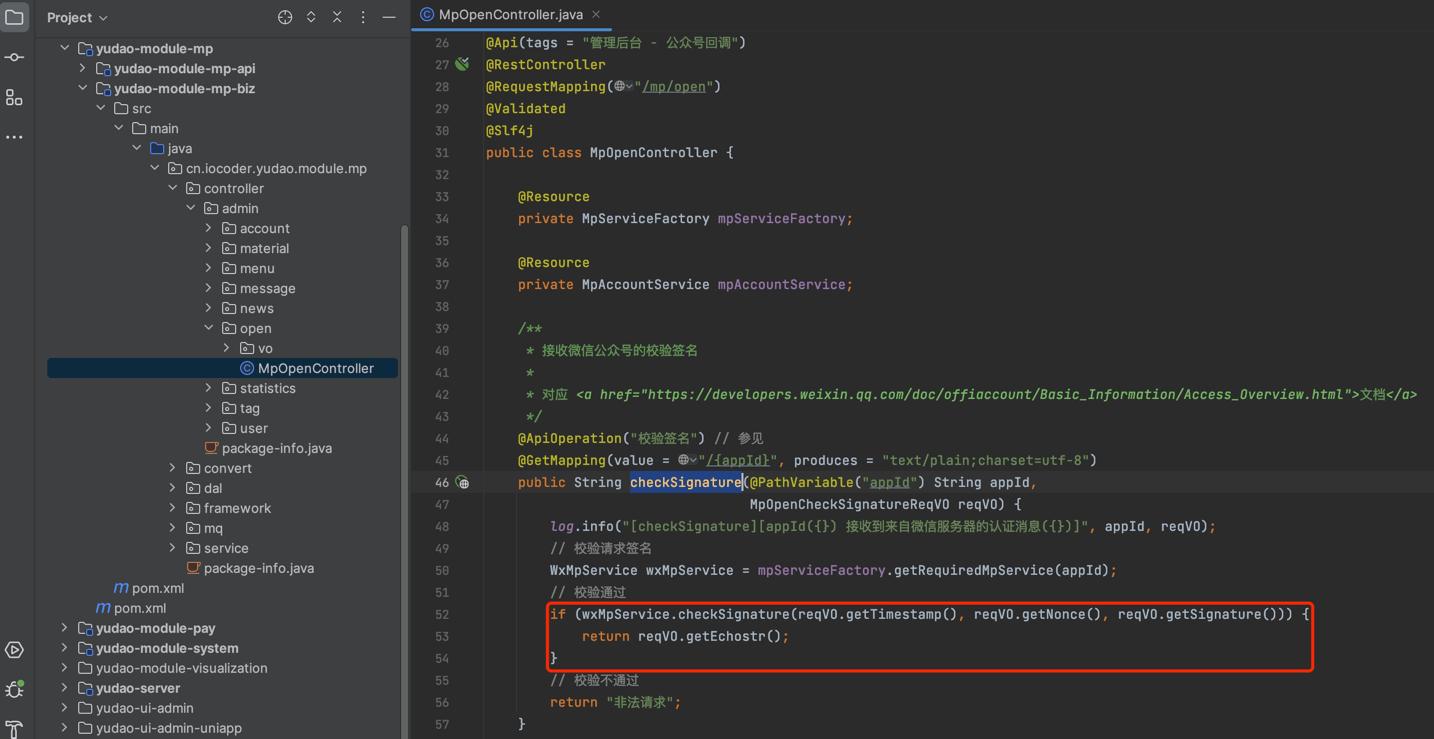 Project
yudao-module-mp
yudao-module-mp-api
yudao-module-mp-biz
src
main
java
cn.iocoder.yudao.module.mp
controller
admin
account
material
menu
message
news
open
vo
MpOpenController
statistics
tag
user
package-info.java
convert
dal
framework
mq
service
package-info.java
pom.xml
pom.xml
yudao-module-pay
yudao-module-system
yudao-module-visualization
yudao-server
yudao-ui-admin
yudao-ui-admin-uniapp
MpOpenController.java
26 @Api(tags = "管理后台 - 公众号回调")
27 @RestController
28 @RequestMapping("/mp/open")
29 @Validated
30 @Slf4j
31 public class MpOpenController {
32
33 @Resource
34 private MpServiceFactory mpServiceFactory;
35
36 @Resource
37 private MpAccountService mpAccountService;
38
39 /**
40 * 接收微信公众号的校验签名
41 *
42 * 对应 <a href="https://developers.weixin.qq.com/doc/offiaccount/Basic_Information/Access_Overview.html">文档</a>
43 */
44 @ApiOperation("校验签名") // 参见
45 @GetMapping(value = "/{appId}", produces = "text/plain;charset=utf-8")
46 public String checkSignature(@PathVariable("appId") String appId,
47 MpOpenCheckSignatureReqVO reqVO) {
48 log.info("[checkSignature][appId({}) 接收到来自微信服务器的认证消息({})]", appId, reqVO);
49 // 校验请求签名
50 WxMpService wxMpService = mpServiceFactory.getRequiredMpService(appId);
51 // 校验通过
52 if (wxMpService.checkSignature(reqVO.getTimestamp(), reqVO.getNonce(), reqVO.getSignature())) {
53 return reqVO.getEchostr();
54 }
55 // 校验不通过
56 return "非法请求";
57 }